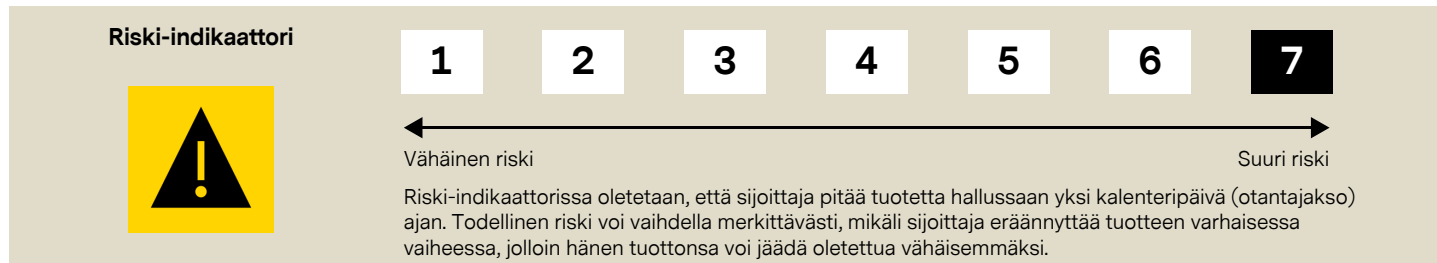 Riski-indikaattori
1 2 3 4 5 6 7
Vähäinen riski Suuri riski
Riski-indikaattorissa oletetaan, että sijoittaja pitää tuotetta hallussaan yksi kalenteripäivä (otantajakso)
ajan. Todellinen riski voi vaihdella merkittävästi, mikäli sijoittaja eräännyttää tuotteen varhaisessa
vaiheessa, jolloin hänen tuottonsa voi jäädä oletettua vähäisemmäksi.